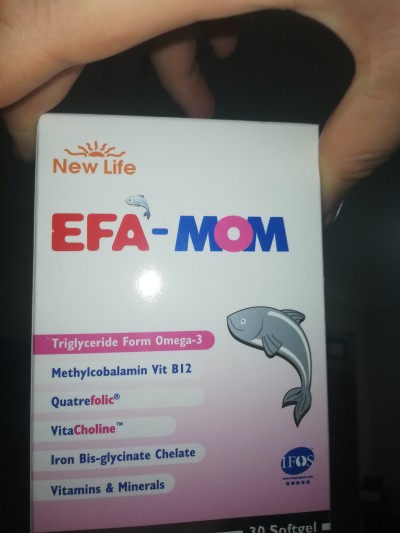 New Life
EFA-MOM
Triglyceride Form Omega-3
Methylcobalamin Vit B12
Quatrefolic®
VitaCholine™
Iron Bis-glycinate Chelate
Vitamins & Minerals
IFOS
30 Softgel